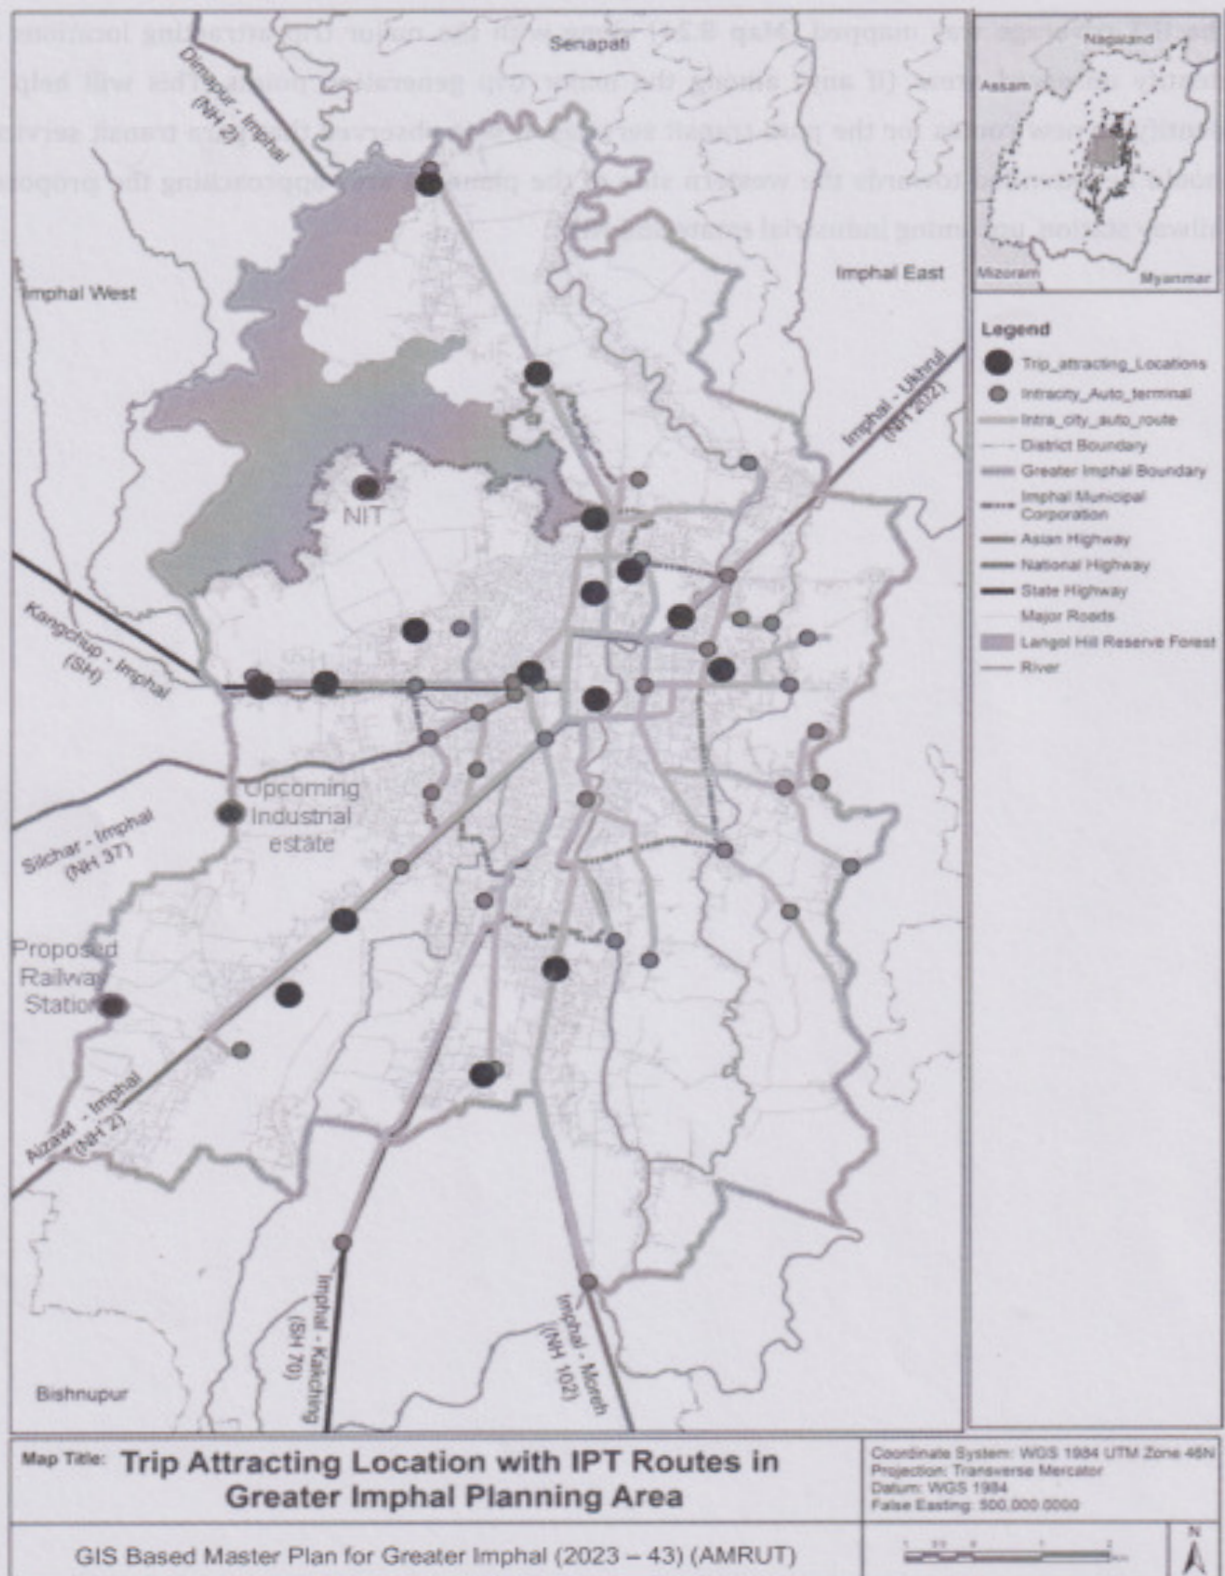 Senapati
Dimapur - Imphal
(NH 2)
Imphal West
Imphal East
Imphal - Ukhrul
(NH 202)
NIT
Kangchup - Imphal
(SH)
Upcoming
Industrial
estate
Silchar - Imphal
(NH 37)
Proposed
Railway
Station
Aizawl - Imphal
(NH 2)
Imphal - Kakching
(SH 70)
Imphal - Moreh
((NH 102)
Bishnupur
Nagaland
Assam
Mizoram
Myanmar
Legend
Trip_attracting_Locations
Intracity_Auto_terminal
Intra_city_auto_route
District Boundary
Greater Imphal Boundary
Imphal Municipal
Corporation
Asian Highway
National Highway
State Highway
Major Roads
Langol Hill Reserve Forest
River
Map Title: Trip Attracting Location with IPT Routes in
Greater Imphal Planning Area
GIS Based Master Plan for Greater Imphal (2023 – 43) (AMRUT)
Coordinate System: WGS 1984 UTM Zone 46N
Projection: Transverse Mercator
Datum: WGS 1984
False Easting: 500,000.0000
N